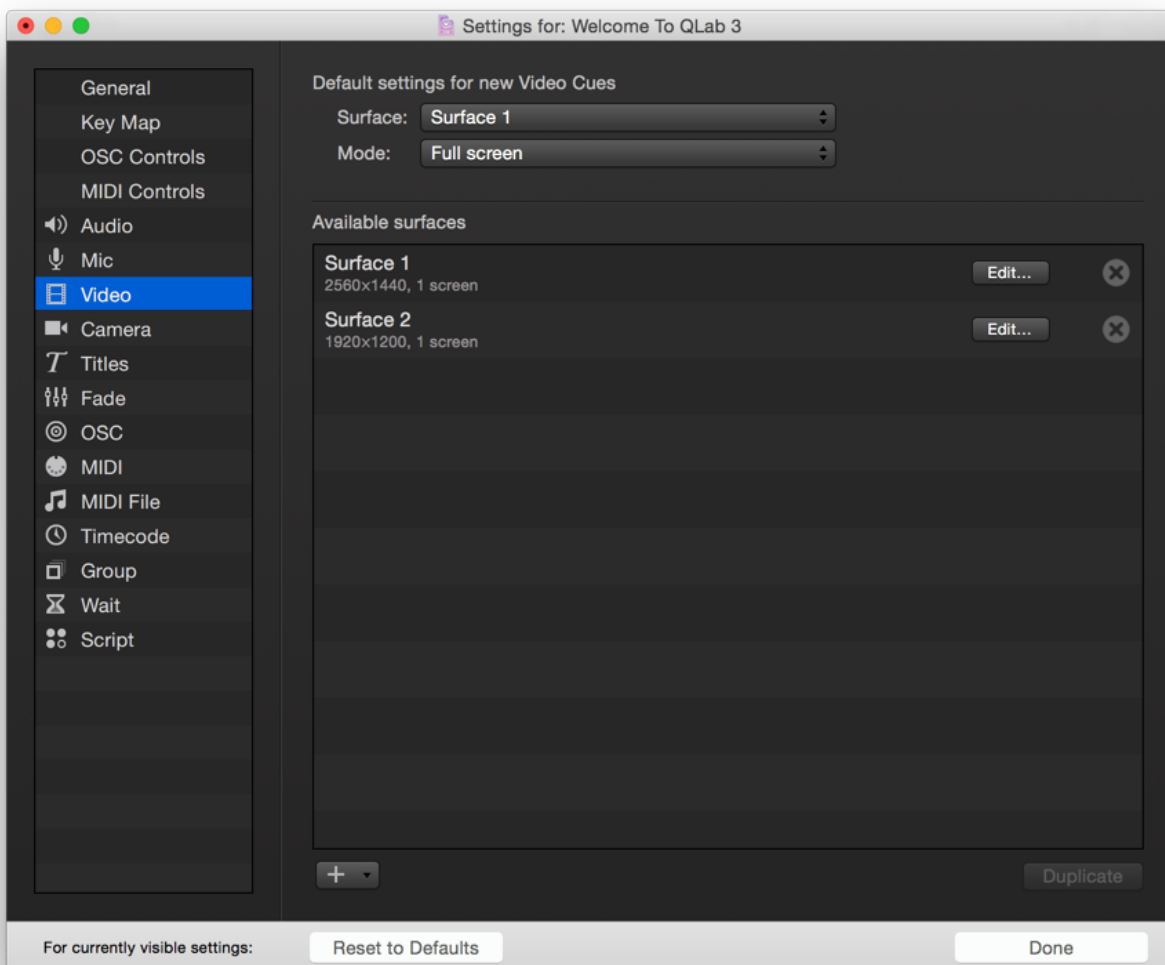 Settings for: Welcome To QLab 3
General
Key Map
OSC Controls
MIDI Controls
Audio
Mic
Video
Camera
Titles
Fade
OSC
MIDI
MIDI File
Timecode
Group
Wait
Script
Default settings for new Video Cues
Surface: Surface 1
Mode: Full screen
Available surfaces
Surface 1 Edit...
2560x1440, 1 screen
Surface 2 Edit...
1920x1200, 1 screen
Duplicate
For currently visible settings: Reset to Defaults Done